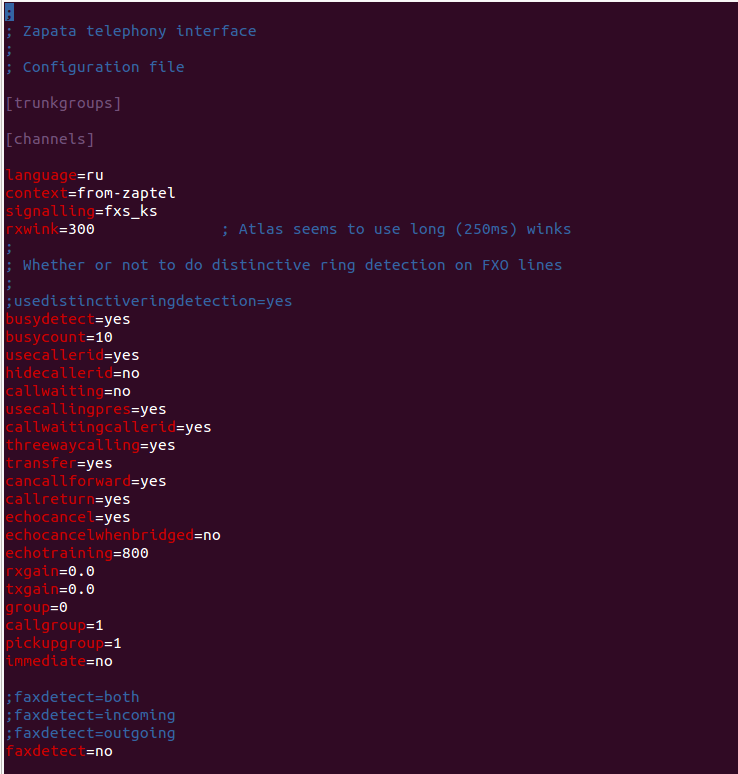 ;
; Zapata telephony interface
;
; Configuration file
[trunkgroups]
[channels]
language=ru
context=from-zaptel
signalling=fxs_ks
rxwink=300 ; Atlas seems to use long (250ms) winks
;
; Whether or not to do distinctive ring detection on FXO lines
;
;usedistinctiveringdetection=yes
busydetect=yes
busycount=10
usecallerid=yes
hidecallerid=no
callwaiting=no
usecallingpres=yes
callwaitingcallerid=yes
threewaycalling=yes
transfer=yes
cancallforward=yes
callreturn=yes
echocancel=yes
echocancelwhenbridged=no
echotraining=800
rxgain=0.0
txgain=0.0
group=0
callgroup=1
pickupgroup=1
immediate=no
;faxdetect=both
;faxdetect=incoming
;faxdetect=outgoing
faxdetect=no